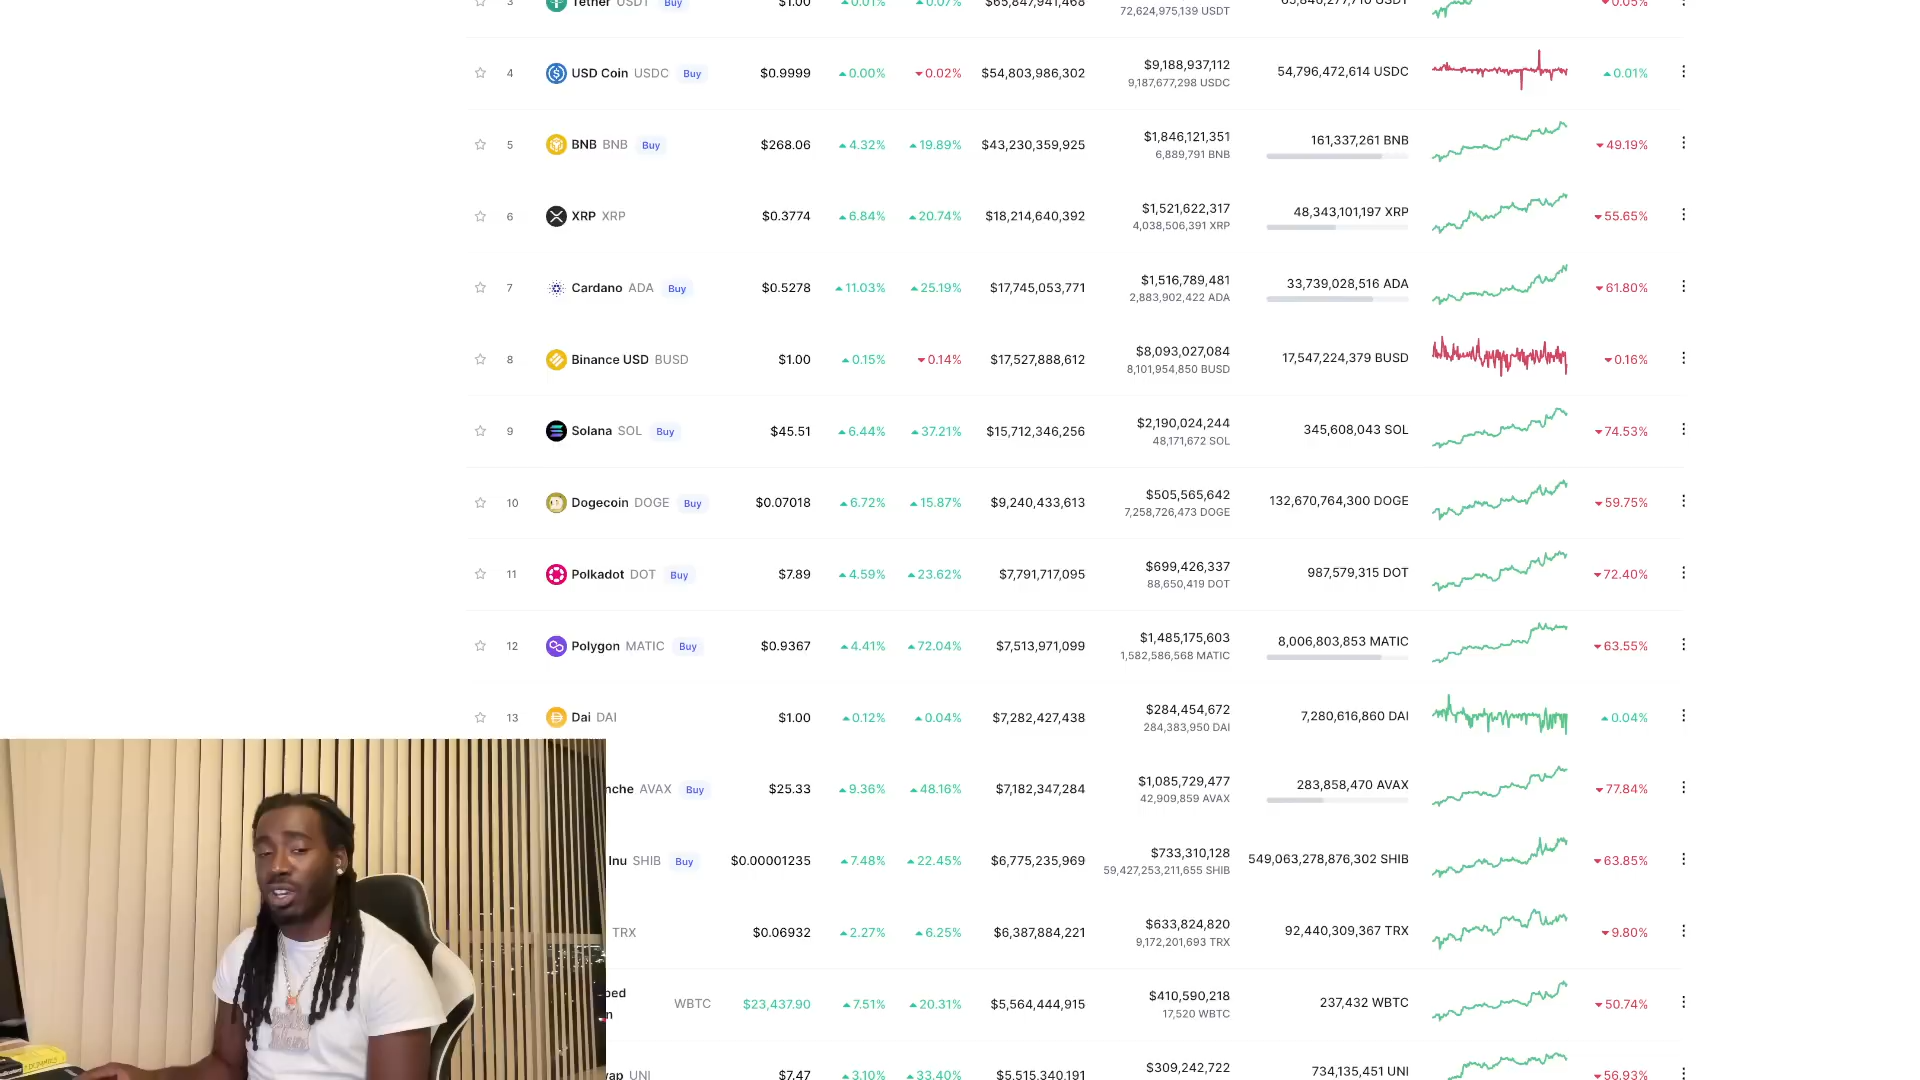 3 Tether USDT Buy $1.00 0.01% 0.07% $65,847,941,468 65,846,277,710 USDT 0.05%
72,624,975,139 USDT
4 USD Coin USDC Buy $0.9999 0.00% 0.02% $54,803,986,302 $9,188,937,112 54,796,472,614 USDC 0.01%
9,187,677,298 USDC
5 BNB BNB Buy $268.06 4.32% 19.89% $43,230,359,925 $1,846,121,351 161,337,261 BNB 49.19%
6,889,791 BNB
6 XRP XRP $0.3774 6.84% 20.74% $18,214,640,392 $1,521,622,317 48,343,101,197 XRP 55.65%
4,038,506,391 XRP
7 Cardano ADA Buy $0.5278 11.03% 25.19% $17,745,053,771 $1,516,789,481 33,739,028,516 ADA 61.80%
2,883,902,422 ADA
8 Binance USD BUSD $1.00 0.15% 0.14% $17,527,888,612 $8,093,027,084 17,547,224,379 BUSD 0.16%
8,101,954,850 BUSD
9 Solana SOL Buy $45.51 6.44% 37.21% $15,712,346,256 $2,190,024,244 345,608,043 SOL 74.53%
48,171,672 SOL
10 Dogecoin DOGE Buy $0.07018 6.72% 15.87% $9,240,433,613 $505,565,642 132,670,764,300 DOGE 59.75%
7,258,726,473 DOGE
11 Polkadot DOT Buy $7.89 4.59% 23.62% $7,791,717,095 $699,426,337 987,579,315 DOT 72.40%
88,650,419 DOT
12 Polygon MATIC Buy $0.9367 4.41% 72.04% $7,513,971,099 $1,485,175,603 8,006,803,853 MATIC 63.55%
1,582,586,568 MATIC
13 Dai DAI $1.00 0.12% 0.04% $7,282,427,438 $284,454,672 7,280,616,860 DAI 0.04%
284,383,950 DAI
nche AVAX Buy $25.33 9.36% 48.16% $7,182,347,284 $1,085,729,477 283,858,470 AVAX 77.84%
42,909,859 AVAX
Inu SHIB Buy $0.00001235 7.48% 22.45% $6,775,235,969 $733,310,128 549,063,278,876,302 SHIB 63.85%
59,427,253,211,655 SHIB
TRX $0.06932 2.27% 6.25% $6,387,884,221 $633,824,820 92,440,309,367 TRX 9.80%
9,172,201,693 TRX
ped
n WBTC $23,437.90 7.51% 20.31% $5,564,444,915 $410,590,218 237,432 WBTC 50.74%
17,520 WBTC
wap UNI $7.47 3.10% 33.40% $5,515,340,191 $309,242,722 734,135,451 UNI 56.93%